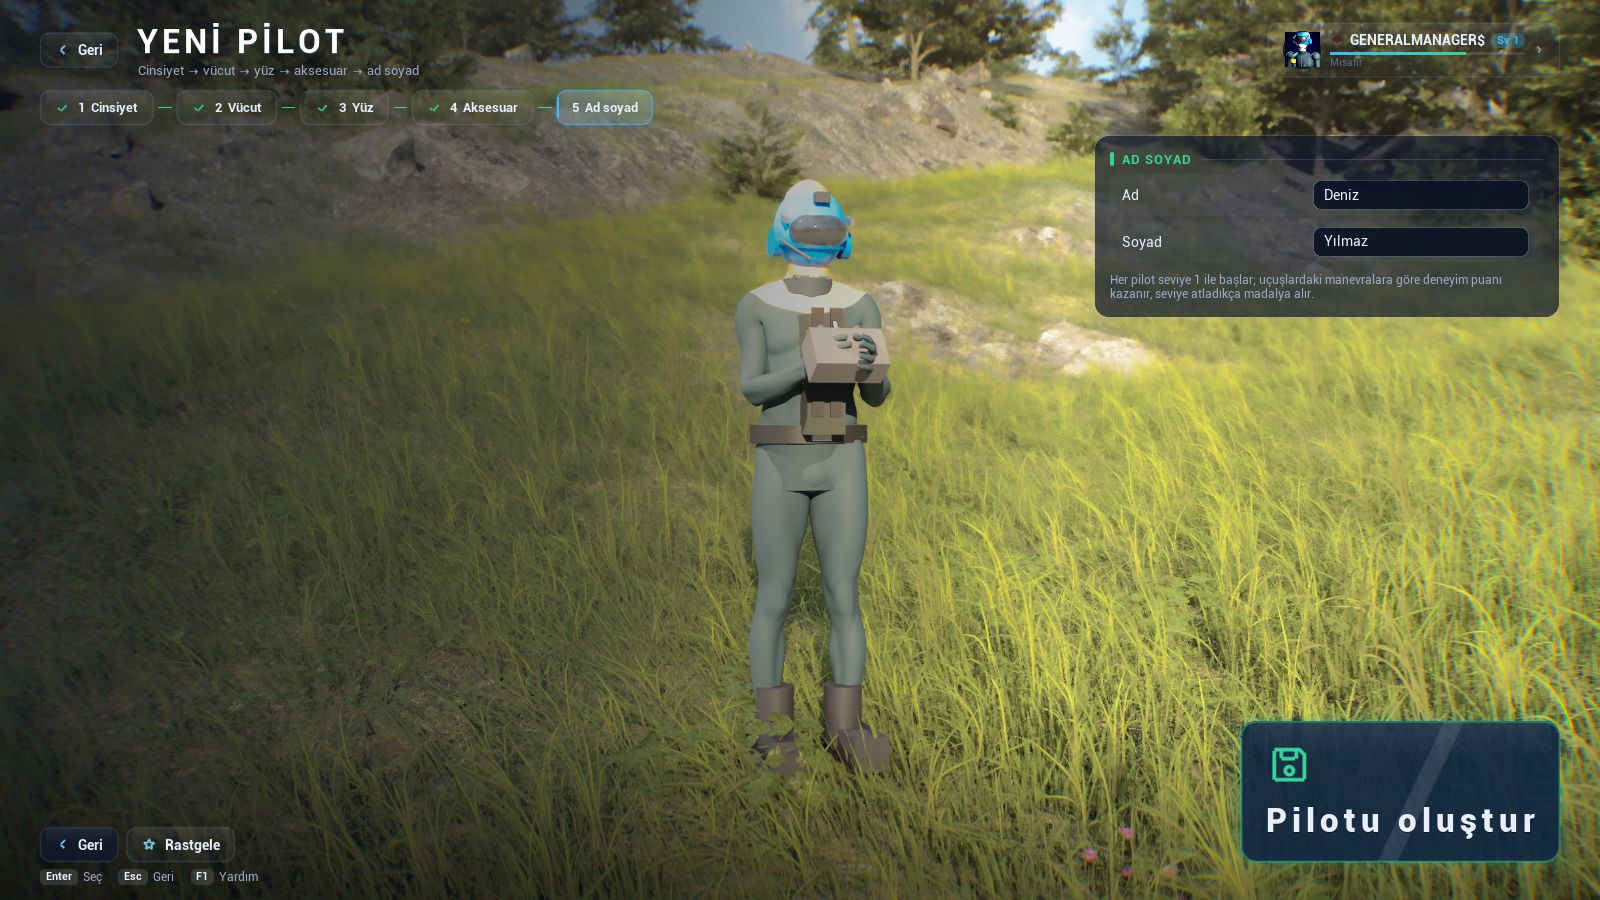 Geri
YENİ PİLOT
Cinsiyet → vücut → yüz → aksesuar → ad soyad
1 Cinsiyet
2 Vücut
3 Yüz
4 Aksesuar
5 Ad soyad
GENERALMANAGER$ Sv 1
Misafir
AD SOYAD
Ad Deniz
Soyad Yılmaz
Her pilot seviye 1 ile başlar; uçuşlardaki manevralara göre deneyim puanı
kazanır, seviye atladıkça madalya alır.
Pilotu oluştur
Geri
Rastgele
Enter Seç Esc Geri F1 Yardım